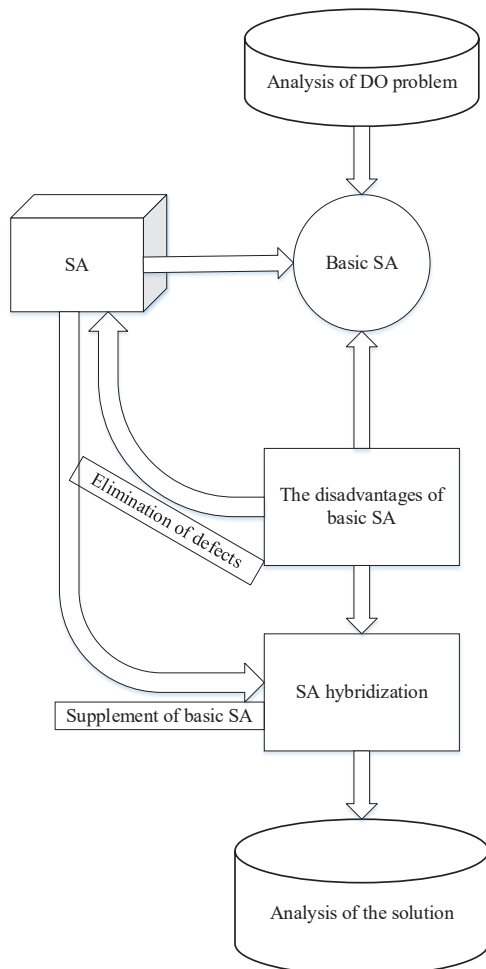 Analysis of DO problem
SA
Basic SA
The disadvantages of
basic SA
Elimination of defects
SA hybridization
Supplement of basic SA
Analysis of the solution